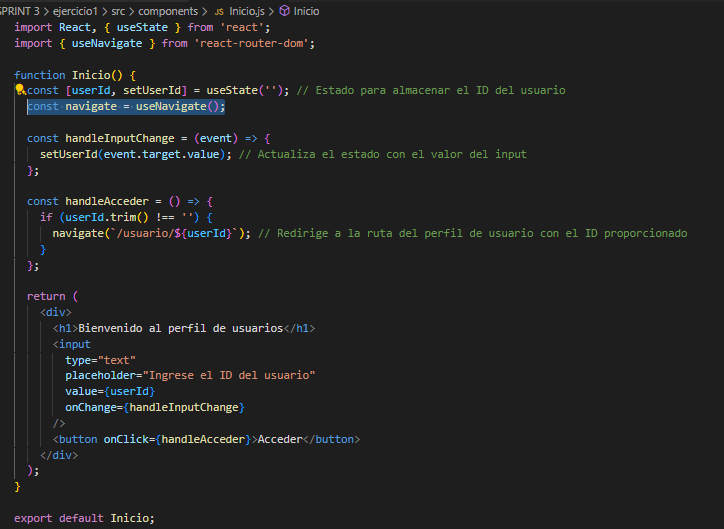 SPRINT 3 > ejercicio1 > src > components > JS Inicio.js > Inicio
import React, { useState } from 'react';
import { useNavigate } from 'react-router-dom';

function Inicio() {
  const [userId, setUserId] = useState(''); // Estado para almacenar el ID del usuario
  const navigate = useNavigate();

  const handleInputChange = (event) => {
    setUserId(event.target.value); // Actualiza el estado con el valor del input
  };

  const handleAcceder = () => {
    if (userId.trim() !== '') {
      navigate(`/usuario/${userId}`); // Redirige a la ruta del perfil de usuario con el ID proporcionado
    }
  };

  return (
    <div>
      <h1>Bienvenido al perfil de usuarios</h1>
      <input
        type="text"
        placeholder="Ingrese el ID del usuario"
        value={userId}
        onChange={handleInputChange}
      />
      <button onClick={handleAcceder}>Acceder</button>
    </div>
  );
}

export default Inicio;